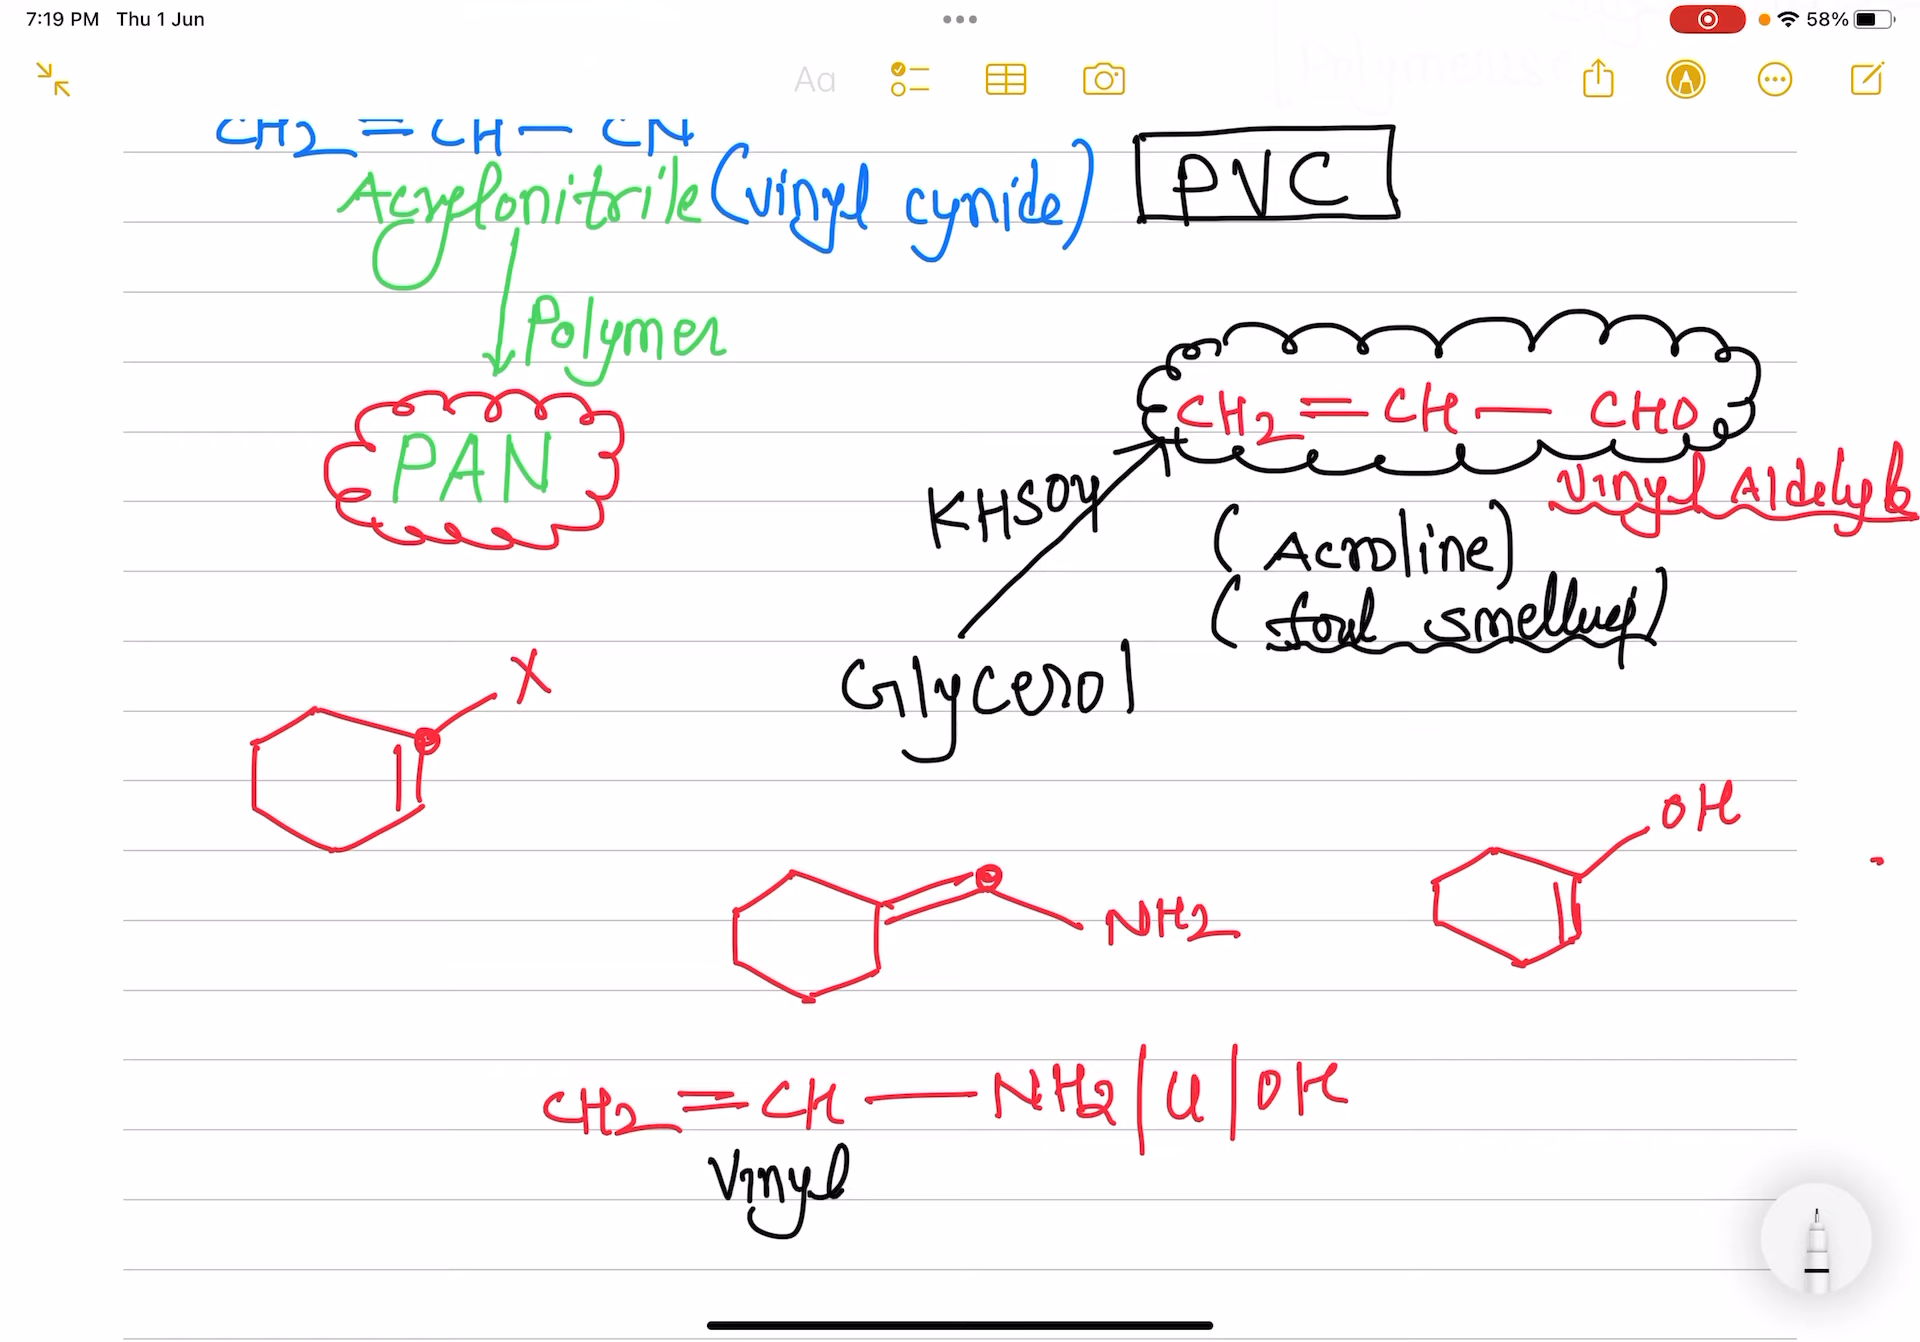 7:19 PM Thu 1 Jun
58%
Aa
CH2 = CH — CN
Acrylonitrile (vinyl cynide)
PVC
Polymer
PAN
CH2 = CH — CHO
Vinyl Aldelyb
KHSO4
(Acroline)
(foul smelling)
Glycerol
X
OH
NH2
CH2 = CH — NH2 | Cl | OH
Vinyl